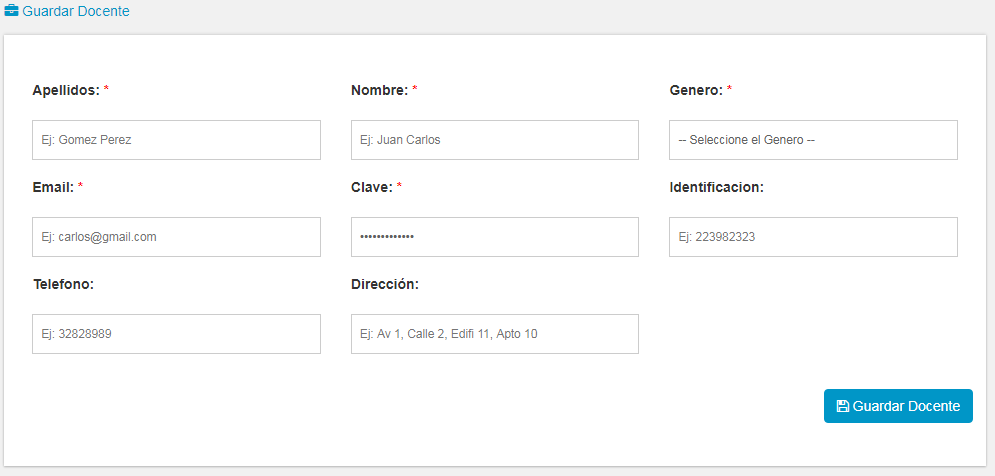 Guardar Docente
Apellidos: * Nombre: * Genero: *
Ej: Gomez Perez Ej: Juan Carlos -- Seleccione el Genero --
Email: * Clave: * Identificacion:
Ej: carlos@gmail.com ••••••••••••• Ej: 223982323
Telefono: Dirección:
Ej: 32828989 Ej: Av 1, Calle 2, Edifi 11, Apto 10
Guardar Docente